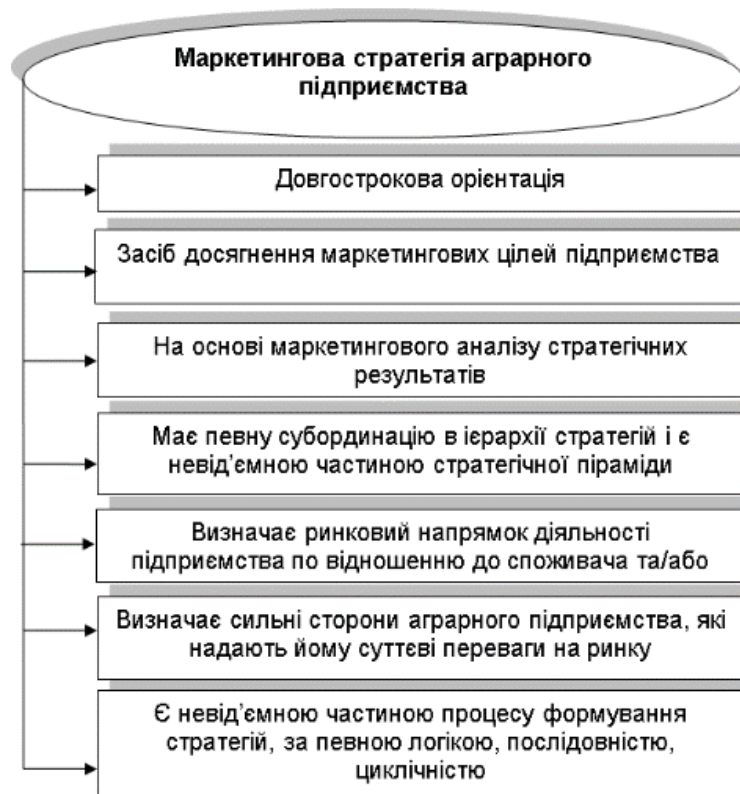 Маркетингова стратегія аграрного
підприємства
Довгострокова орієнтація
Засіб досягнення маркетингових цілей підприємства
На основі маркетингового аналізу стратегічних
результатів
Має певну субординацію в ієрархії стратегій і є
невід’ємною частиною стратегічної піраміди
Визначає ринковий напрямок діяльності
підприємства по відношенню до споживача та/або
Визначає сильні сторони аграрного підприємства, які
надають йому суттєві переваги на ринку
Є невід’ємною частиною процесу формування
стратегій, за певною логікою, послідовністю,
циклічністю